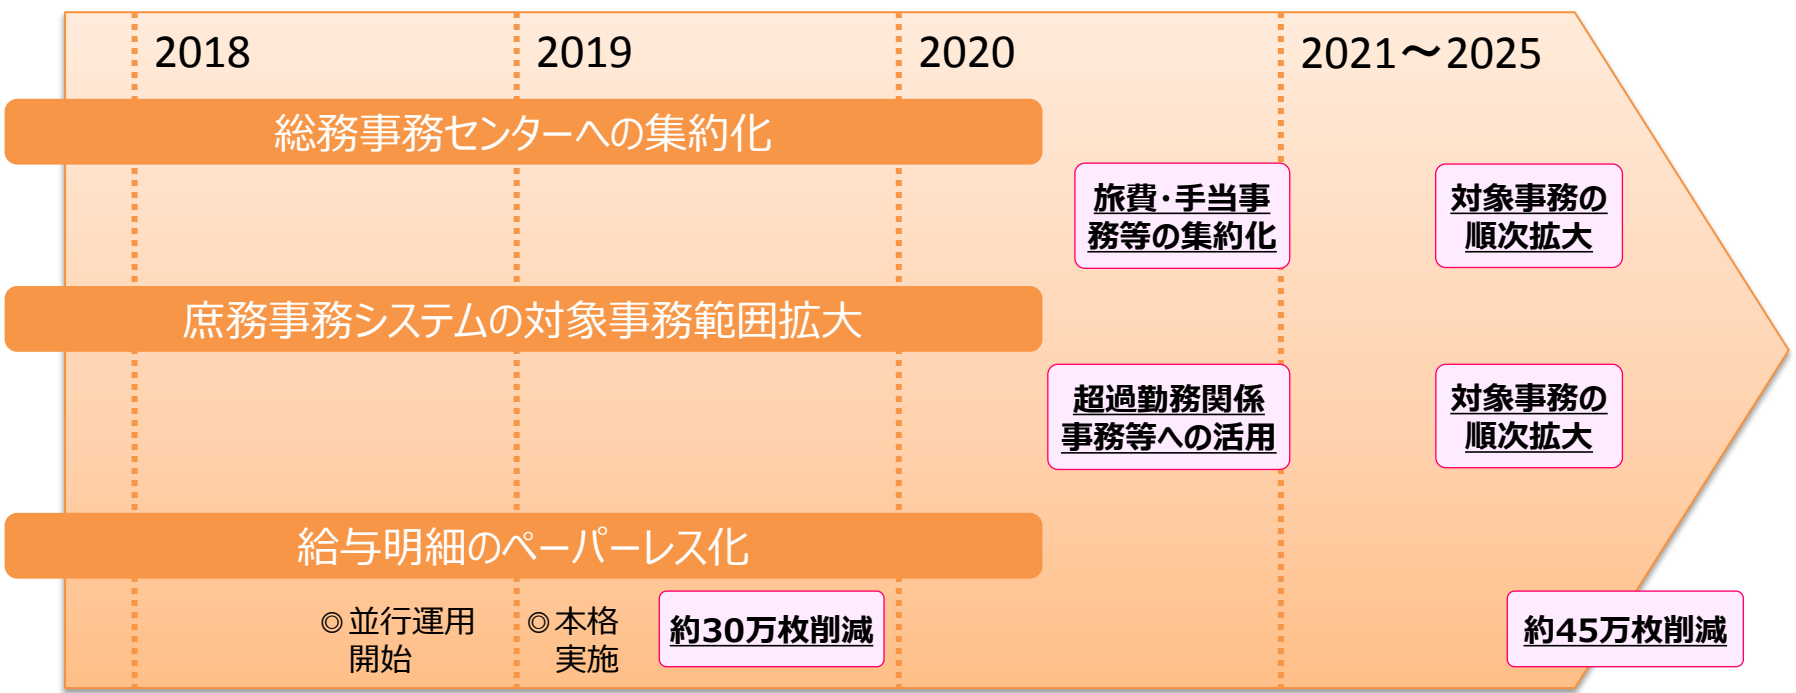 2018
2019
2020
2021～2025
総務事務センターへの集約化
旅費・手当事
務等の集約化
対象事務の
順次拡大
庶務事務システムの対象事務範囲拡大
超過勤務関係
事務等への活用
対象事務の
順次拡大
給与明細のペーパーレス化
◎並行運用
開始
◎本格
実施
約30万枚削減
約45万枚削減